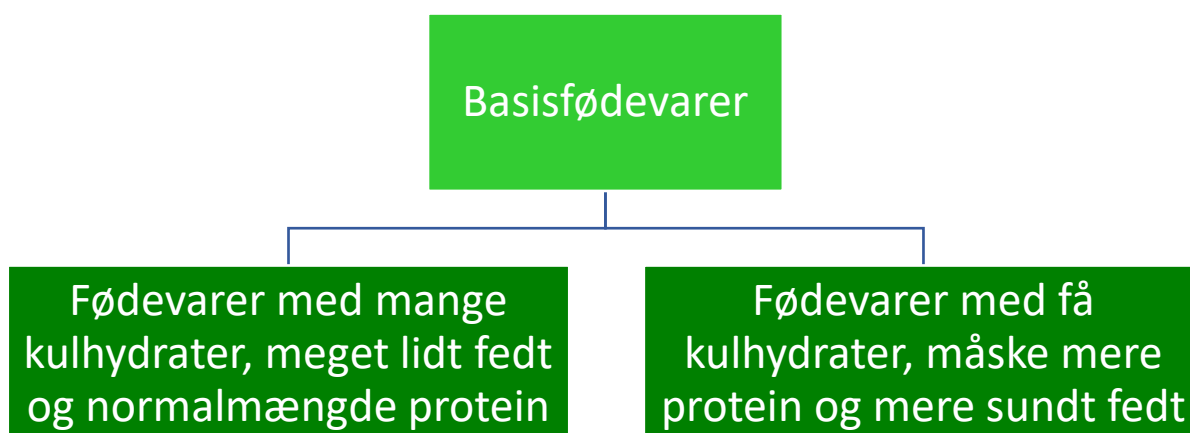 Basisfødevarer
Fødevarer med mange
kulhydrater, meget lidt fedt
og normalmængde protein
Fødevarer med få
kulhydrater, måske mere
protein og mere sundt fedt